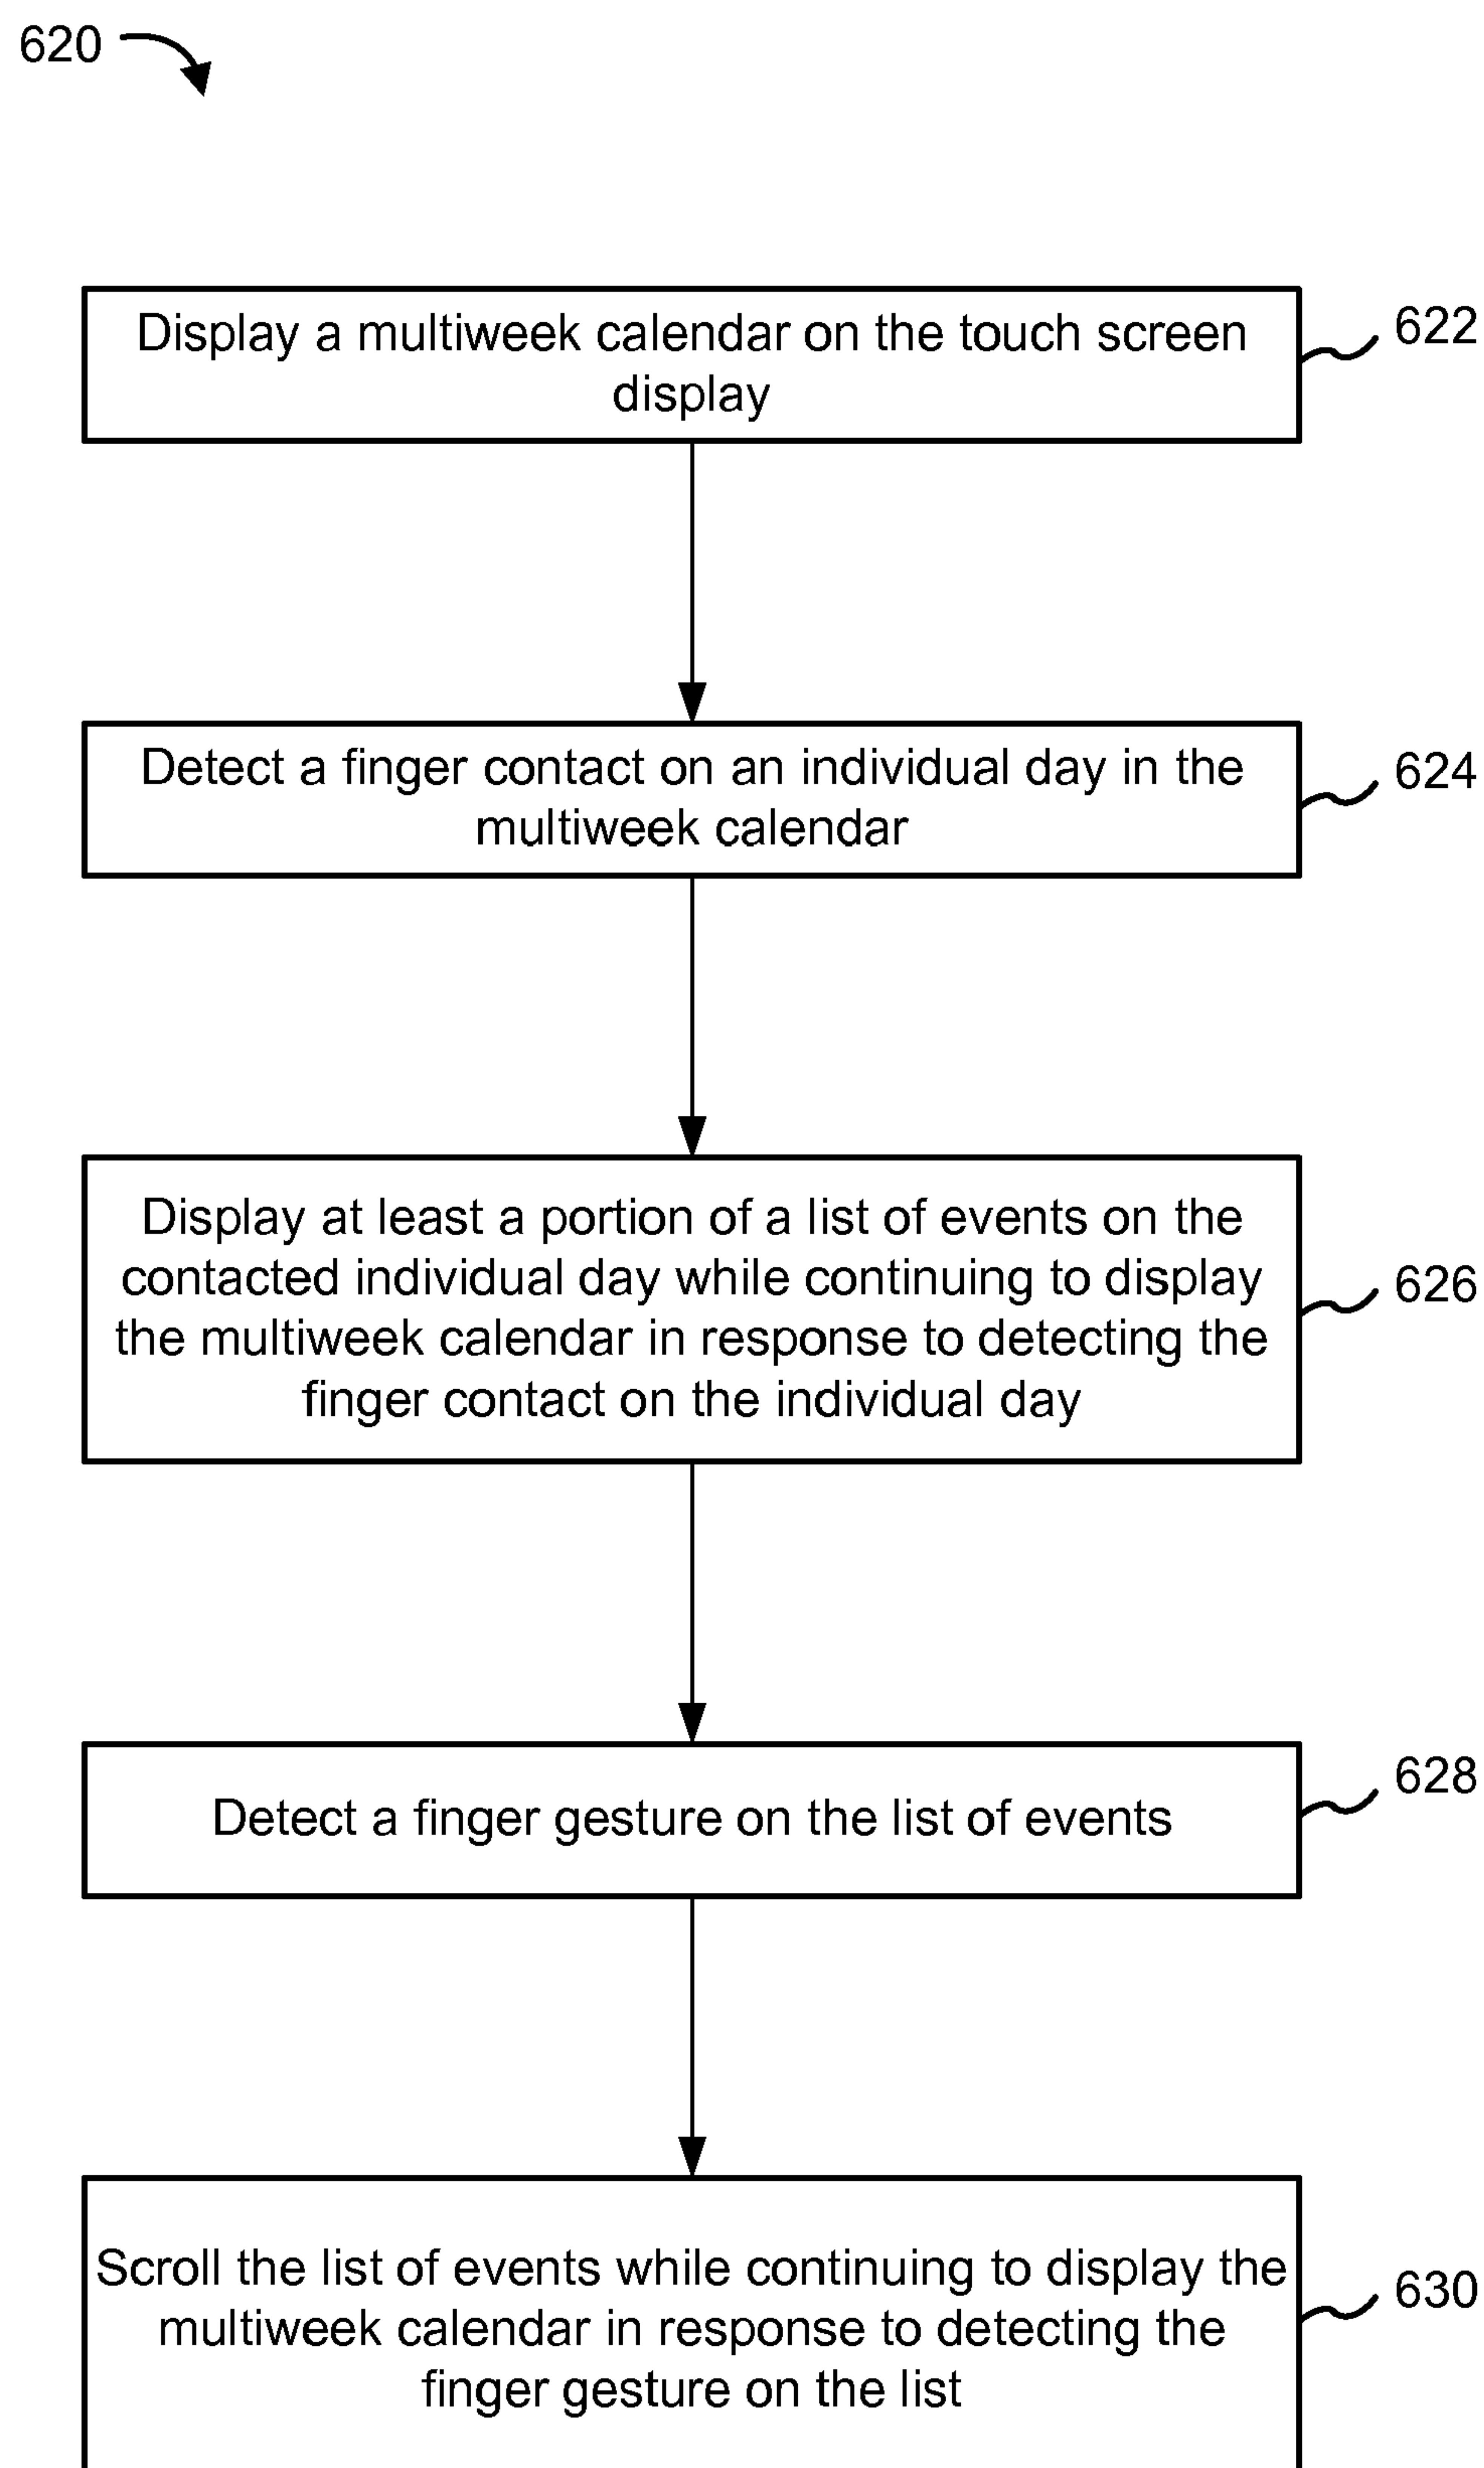 620
Display a multiweek calendar on the touch screen
display
622
Detect a finger contact on an individual day in the
multiweek calendar
624
Display at least a portion of a list of events on the
contacted individual day while continuing to display
the multiweek calendar in response to detecting the
finger contact on the individual day
626
Detect a finger gesture on the list of events
628
Scroll the list of events while continuing to display the
multiweek calendar in response to detecting the
finger gesture on the list
630